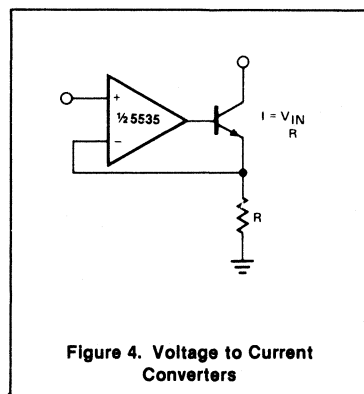 +
½ 5535
−
I = VIN
R
R
Figure 4. Voltage to Current
Converters